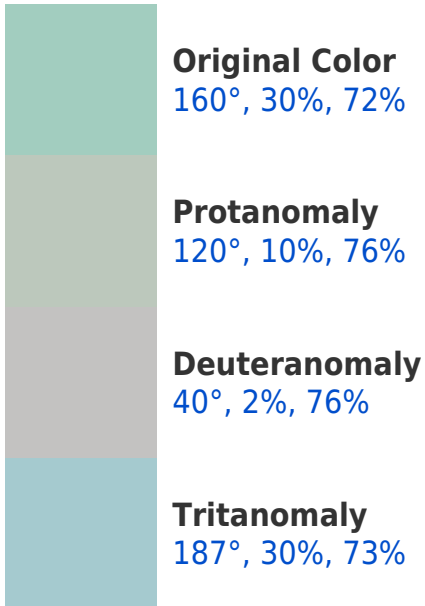 Original Color
160°, 30%, 72%
Protanomaly
120°, 10%, 76%
Deuteranomaly
40°, 2%, 76%
Tritanomaly
187°, 30%, 73%